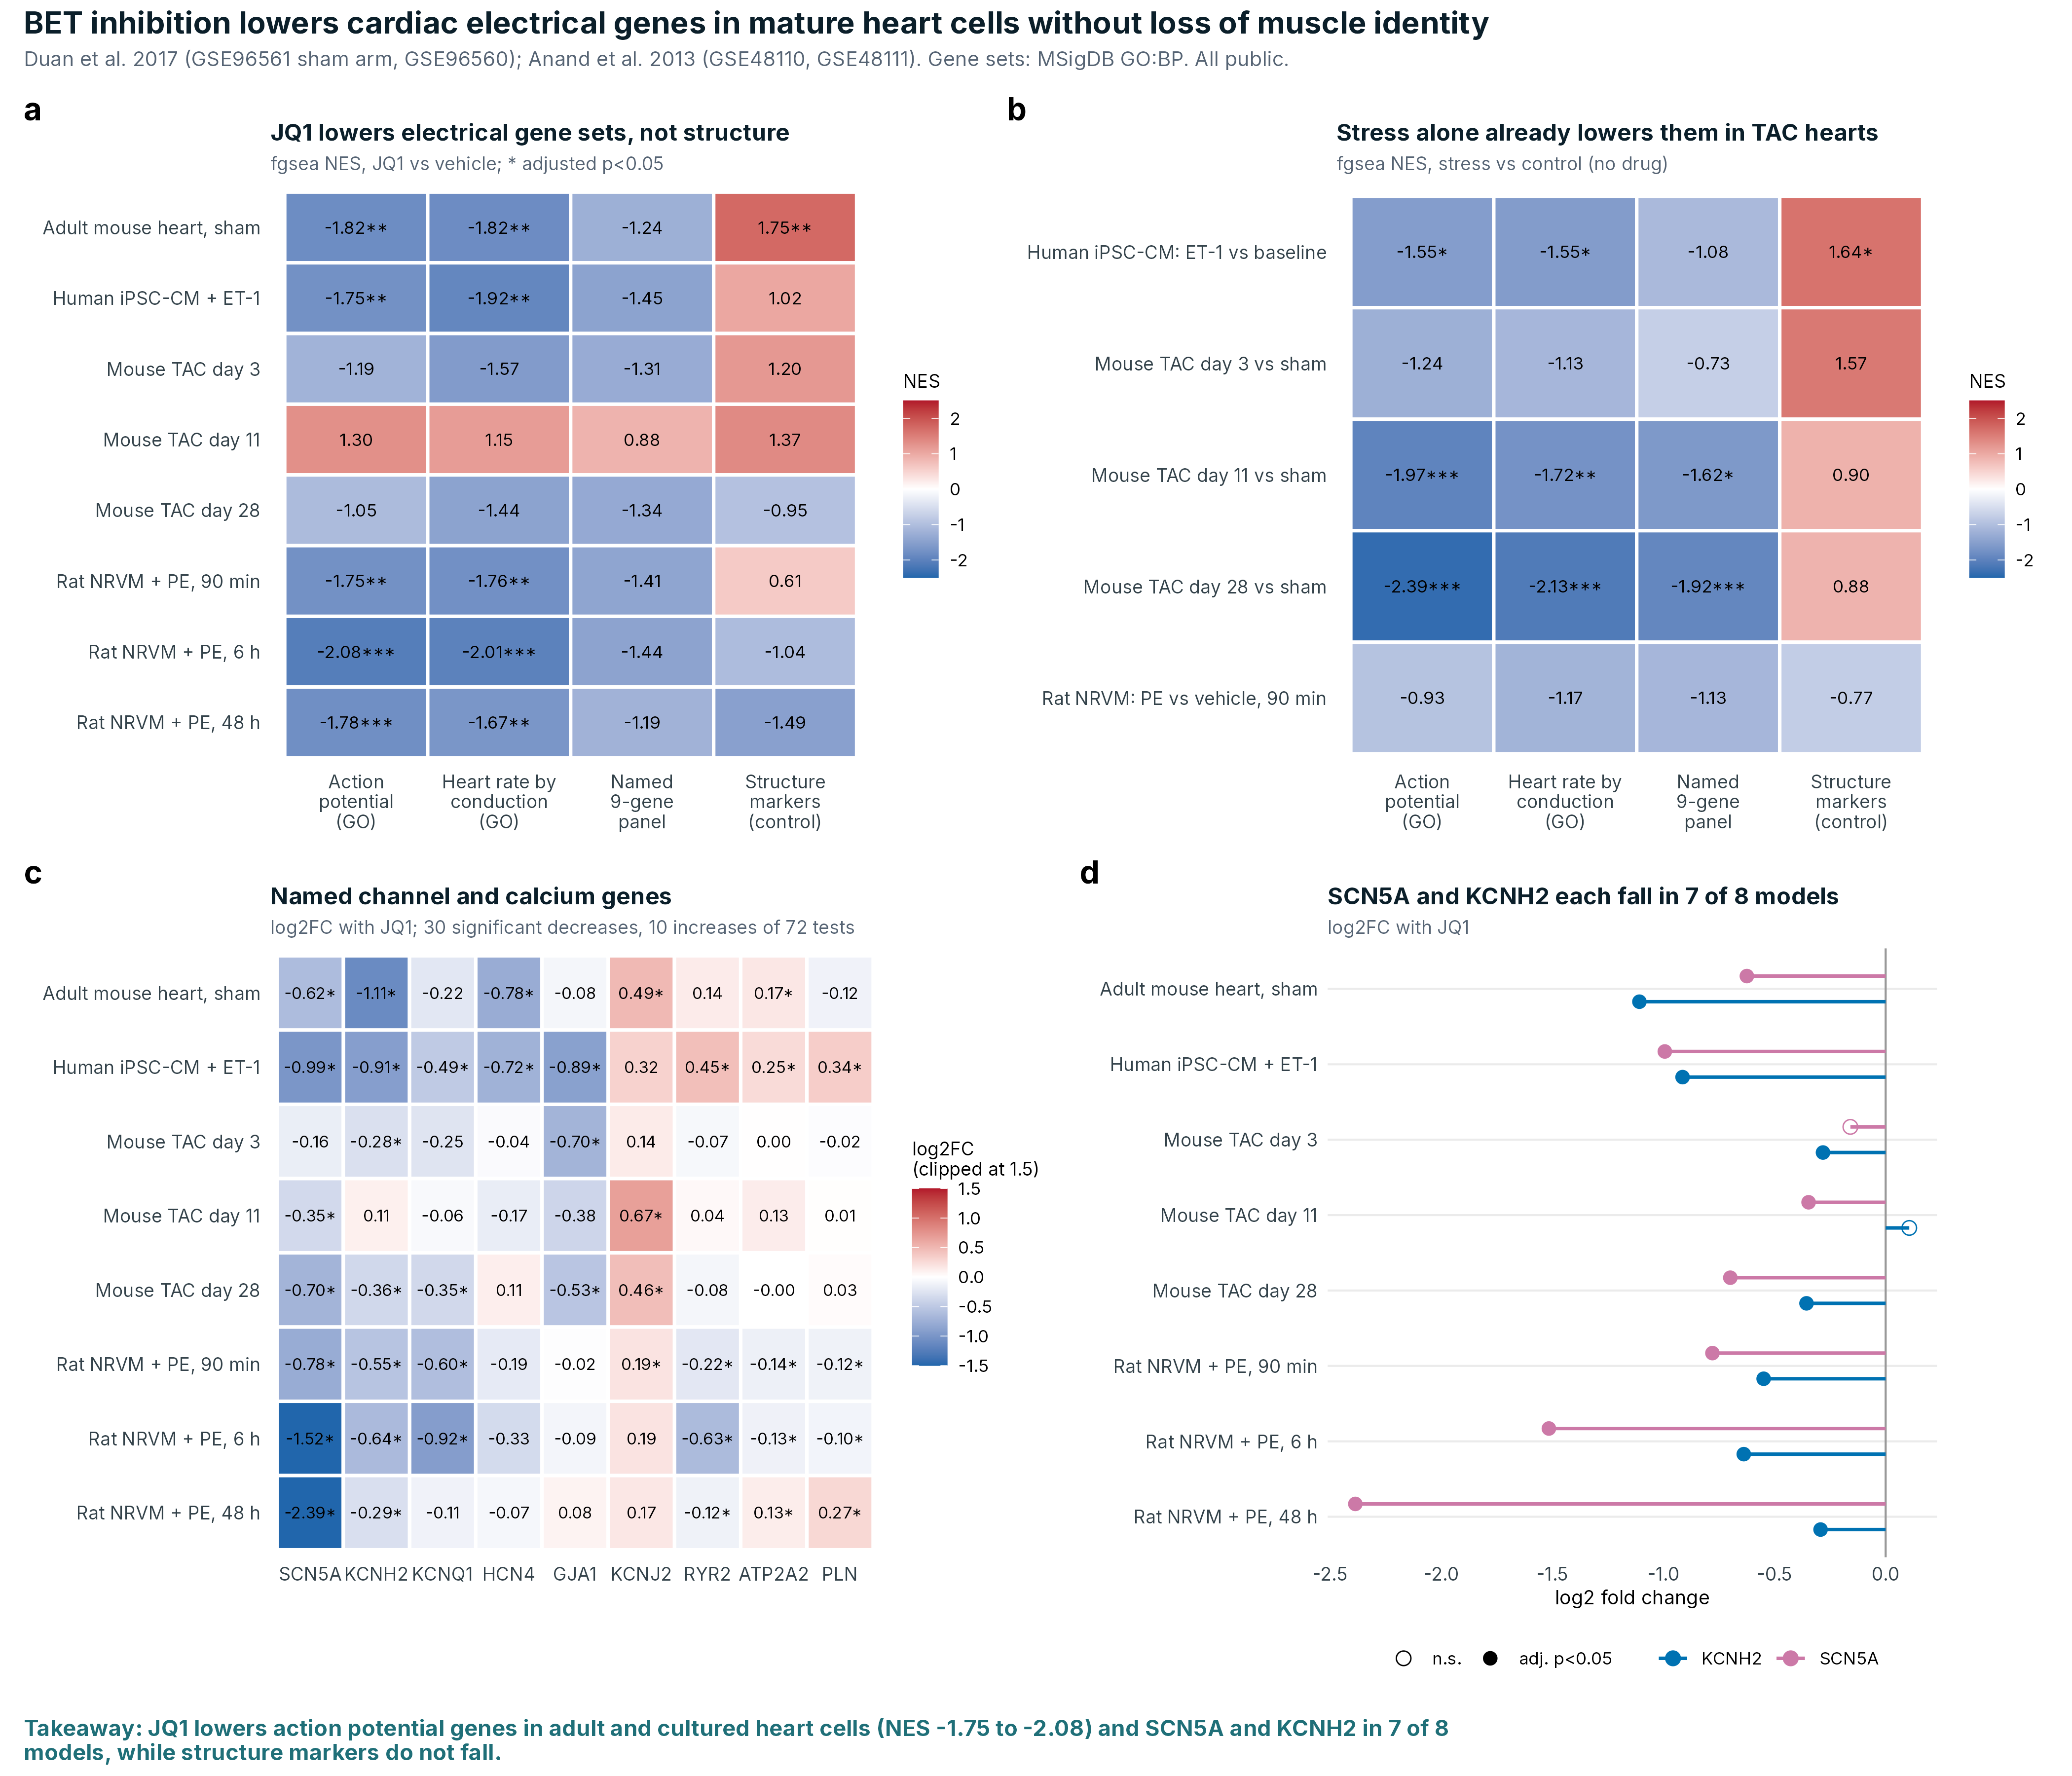 BET inhibition lowers cardiac electrical genes in mature heart cells without loss of muscle identity
Duan et al. 2017 (GSE96561 sham arm, GSE96560); Anand et al. 2013 (GSE48110, GSE48111). Gene sets: MSigDB GO:BP. All public.
a
JQ1 lowers electrical gene sets, not structure
fgsea NES, JQ1 vs vehicle; * adjusted p<0.05
Adult mouse heart, sham -1.82** -1.82** -1.24 1.75**
Human iPSC-CM + ET-1 -1.75** -1.92** -1.45 1.02
Mouse TAC day 3 -1.19 -1.57 -1.31 1.20
Mouse TAC day 11 1.30 1.15 0.88 1.37
Mouse TAC day 28 -1.05 -1.44 -1.34 -0.95
Rat NRVM + PE, 90 min -1.75** -1.76** -1.41 0.61
Rat NRVM + PE, 6 h -2.08*** -2.01*** -1.44 -1.04
Rat NRVM + PE, 48 h -1.78*** -1.67** -1.19 -1.49
Action Heart rate by Named Structure
potential conduction 9-gene markers
(GO) (GO) panel (control)
NES
2
1
0
-1
-2
b
Stress alone already lowers them in TAC hearts
fgsea NES, stress vs control (no drug)
Human iPSC-CM: ET-1 vs baseline -1.55* -1.55* -1.08 1.64*
Mouse TAC day 3 vs sham -1.24 -1.13 -0.73 1.57
Mouse TAC day 11 vs sham -1.97*** -1.72** -1.62* 0.90
Mouse TAC day 28 vs sham -2.39*** -2.13*** -1.92*** 0.88
Rat NRVM: PE vs vehicle, 90 min -0.93 -1.17 -1.13 -0.77
Action Heart rate by Named Structure
potential conduction 9-gene markers
(GO) (GO) panel (control)
NES
2
1
0
-1
-2
c
Named channel and calcium genes
log2FC with JQ1; 30 significant decreases, 10 increases of 72 tests
Adult mouse heart, sham -0.62* -1.11* -0.22 -0.78* -0.08 0.49* 0.14 0.17* -0.12
Human iPSC-CM + ET-1 -0.99* -0.91* -0.49* -0.72* -0.89* 0.32 0.45* 0.25* 0.34*
Mouse TAC day 3 -0.16 -0.28* -0.25 -0.04 -0.70* 0.14 -0.07 0.00 -0.02
Mouse TAC day 11 -0.35* 0.11 -0.06 -0.17 -0.38 0.67* 0.04 0.13 0.01
Mouse TAC day 28 -0.70* -0.36* -0.35* 0.11 -0.53* 0.46* -0.08 -0.00 0.03
Rat NRVM + PE, 90 min -0.78* -0.55* -0.60* -0.19 -0.02 0.19* -0.22* -0.14* -0.12*
Rat NRVM + PE, 6 h -1.52* -0.64* -0.92* -0.33 -0.09 0.19 -0.63* -0.13* -0.10*
Rat NRVM + PE, 48 h -2.39* -0.29* -0.11 -0.07 0.08 0.17 -0.12* 0.13* 0.27*
SCN5A KCNH2 KCNQ1 HCN4 GJA1 KCNJ2 RYR2 ATP2A2 PLN
log2FC
(clipped at 1.5)
1.5
1.0
0.5
0.0
-0.5
-1.0
-1.5
d
SCN5A and KCNH2 each fall in 7 of 8 models
log2FC with JQ1
Adult mouse heart, sham
Human iPSC-CM + ET-1
Mouse TAC day 3
Mouse TAC day 11
Mouse TAC day 28
Rat NRVM + PE, 90 min
Rat NRVM + PE, 6 h
Rat NRVM + PE, 48 h
-2.5 -2.0 -1.5 -1.0 -0.5 0.0
log2 fold change
n.s. adj. p<0.05 KCNH2 SCN5A
Takeaway: JQ1 lowers action potential genes in adult and cultured heart cells (NES -1.75 to -2.08) and SCN5A and KCNH2 in 7 of 8
models, while structure markers do not fall.